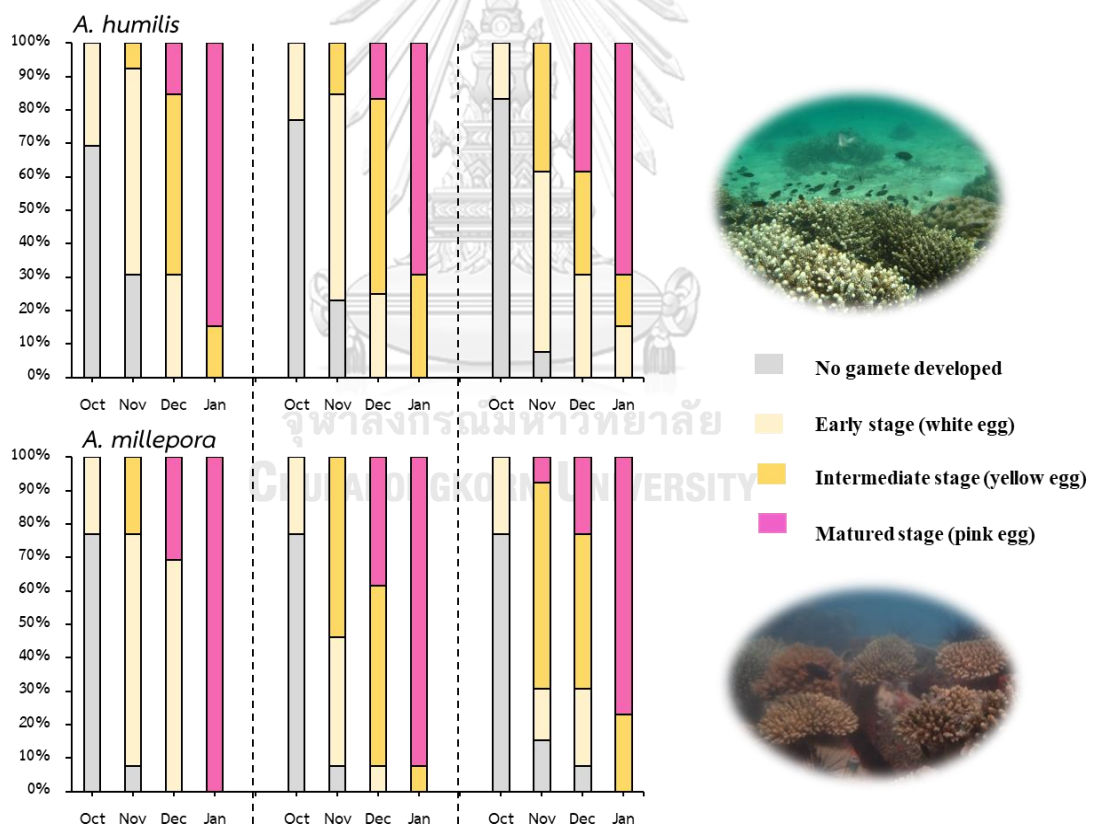 A. humilis
100%
90%
80%
70%
60%
50%
40%
30%
20%
10%
0%
Oct Nov Dec Jan Oct Nov Dec Jan Oct Nov Dec Jan
จุฬาลงกรณ์มหาวิทยาลัย
CHULALONGKORN UNIVERSITY
A. millepora
100%
90%
80%
70%
60%
50%
40%
30%
20%
10%
0%
Oct Nov Dec Jan Oct Nov Dec Jan Oct Nov Dec Jan
No gamete developed
Early stage (white egg)
Intermediate stage (yellow egg)
Matured stage (pink egg)